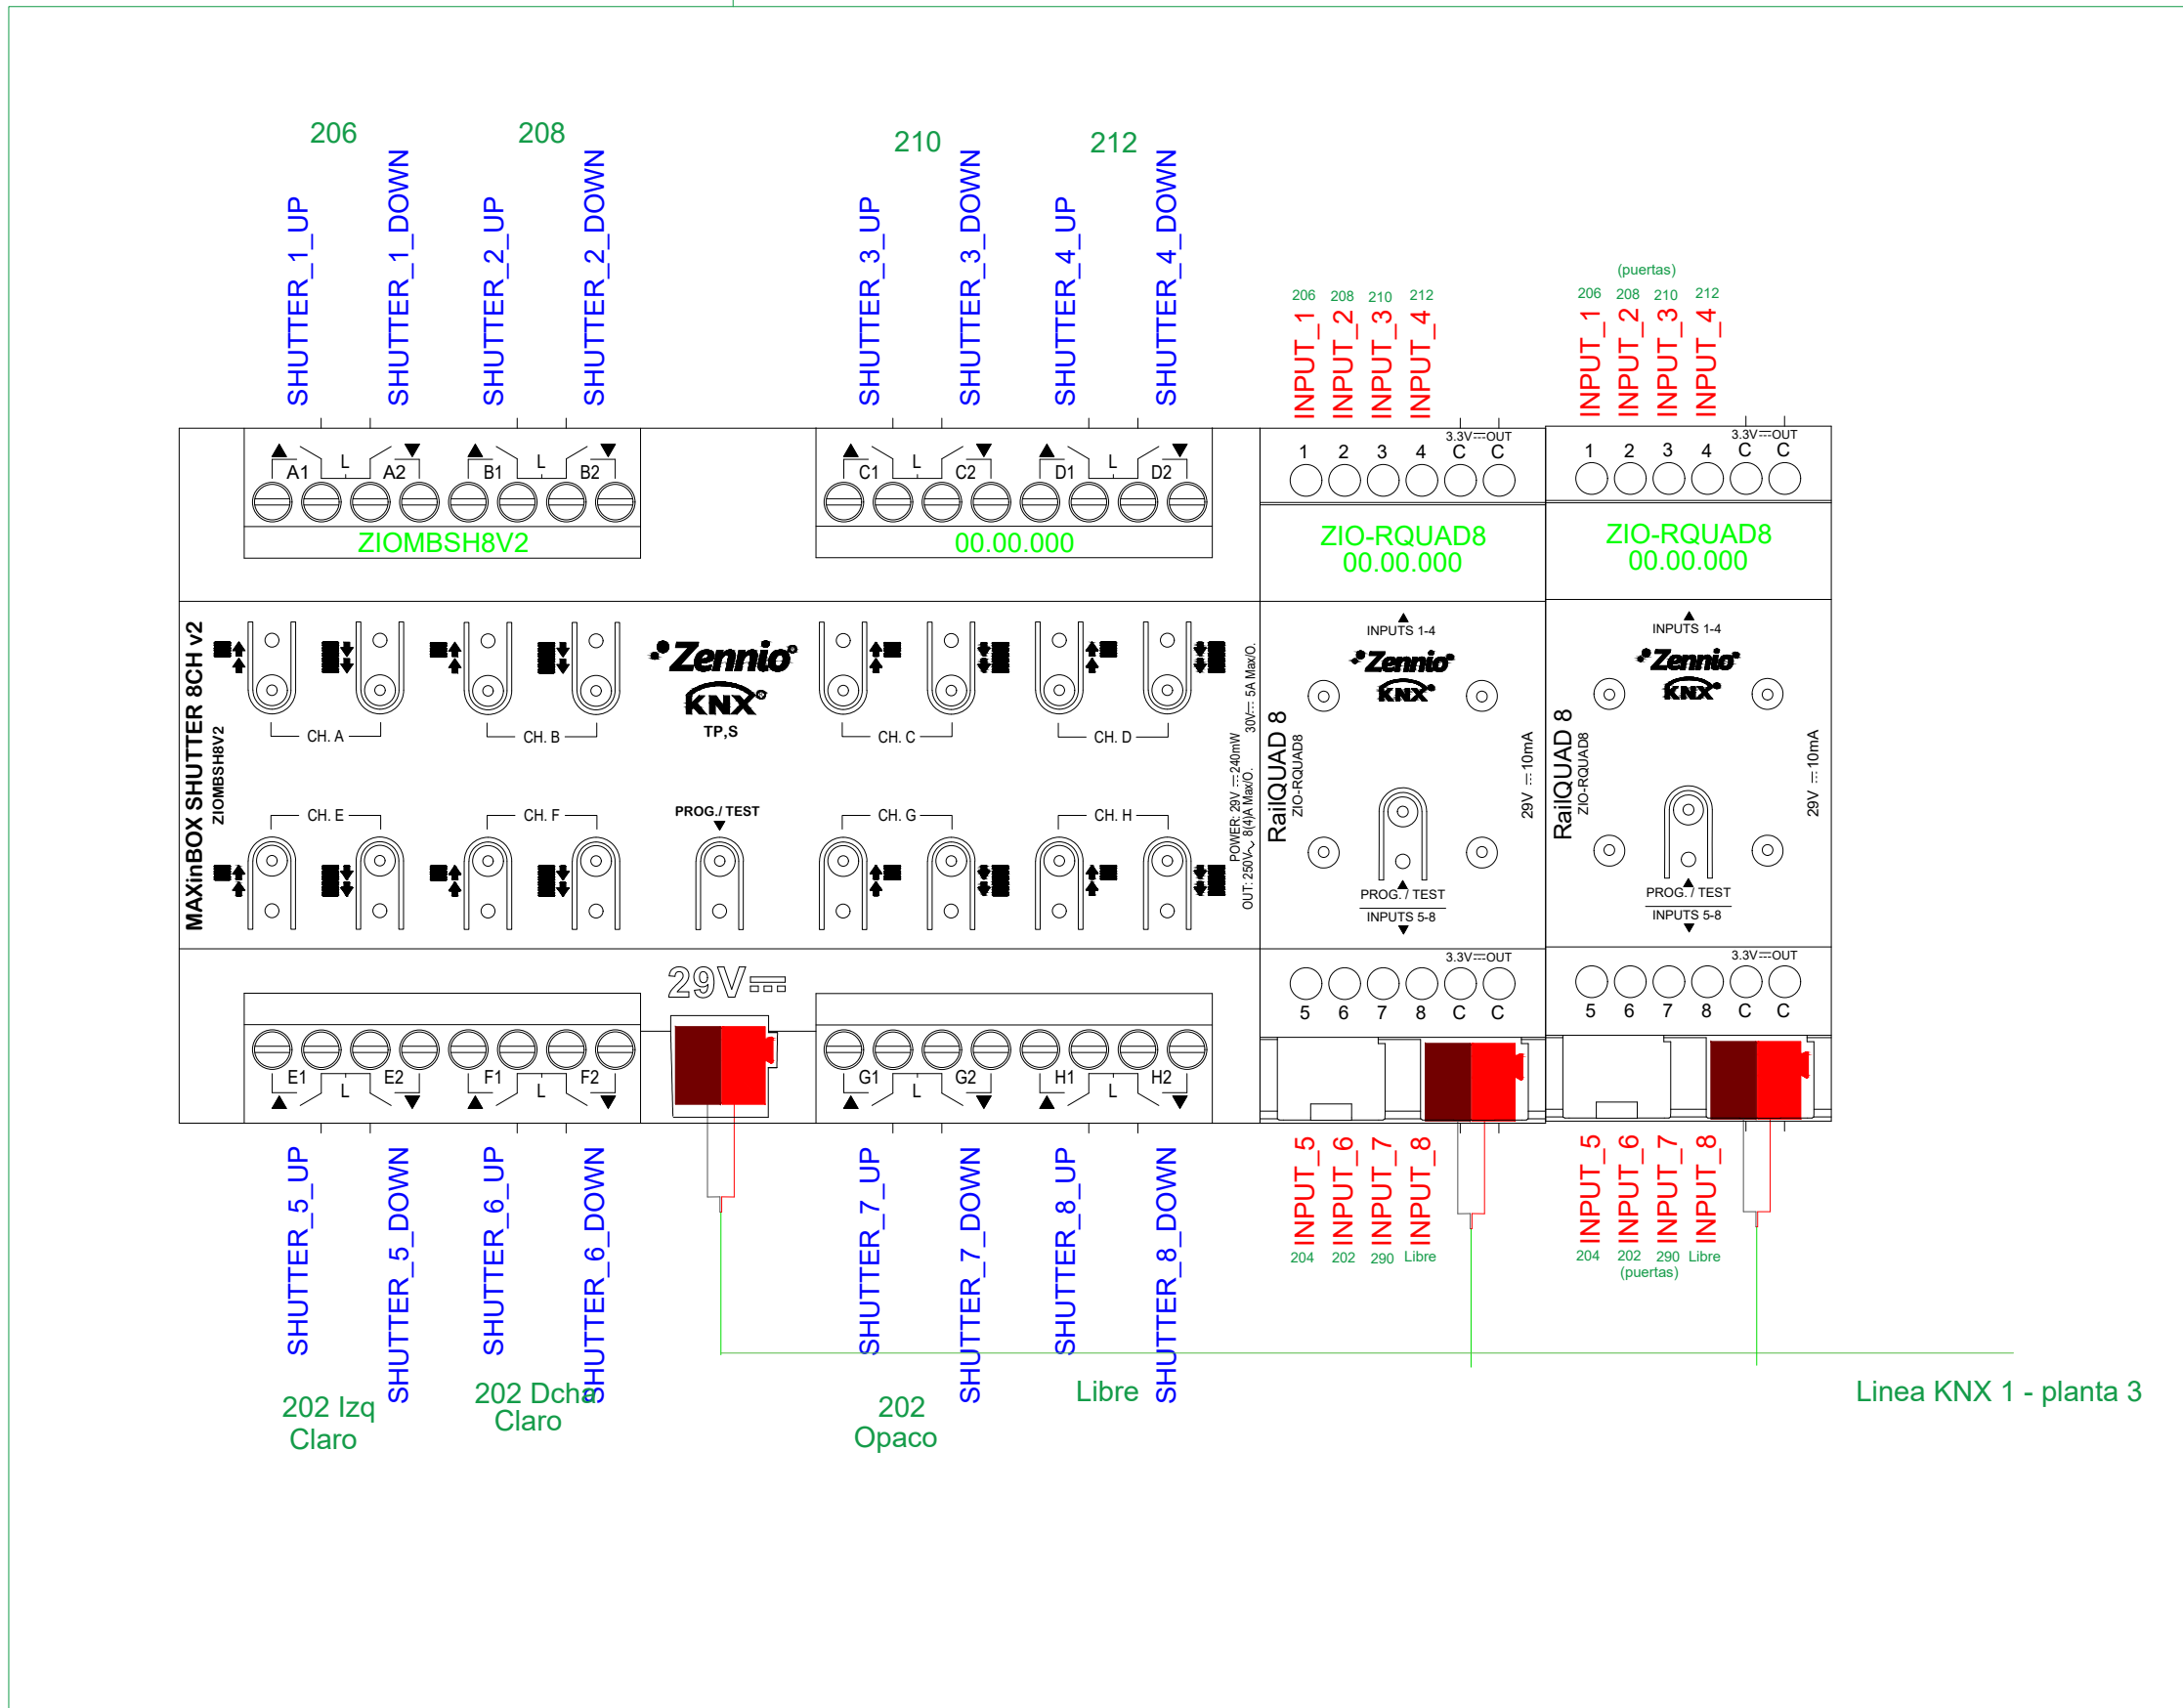 206
208
210
212
SHUTTER_1_UP
SHUTTER_1_DOWN
SHUTTER_2_UP
SHUTTER_2_DOWN
SHUTTER_3_UP
SHUTTER_3_DOWN
SHUTTER_4_UP
SHUTTER_4_DOWN
206 208 210 212
INPUT_1
INPUT_2
INPUT_3
INPUT_4
(puertas)
206 208 210 212
INPUT_1
INPUT_2
INPUT_3
INPUT_4
A1 L A2 B1 L B2
ZIOMBSH8V2
C1 L C2 D1 L D2
00.00.000
3.3V OUT
1 2 3 4 C C
ZIO-RQUAD8
00.00.000
3.3V OUT
1 2 3 4 C C
ZIO-RQUAD8
00.00.000
MAXinBOX SHUTTER 8CH v2
ZIOMBSH8V2
CH. A
CH. B
Zennio
KNX
TP,S
CH. C
CH. D
CH. E
CH. F
PROG./ TEST
CH. G
CH. H
POWER: 29V ⎓ 240mW
OUT: 250V~ 8(4)A Max/O. 30V⎓ 5A Max/O.
RailQUAD 8
ZIO-RQUAD8
INPUTS 1-4
Zennio
KNX
29V ⎓ 10mA
PROG. / TEST
INPUTS 5-8
RailQUAD 8
ZIO-RQUAD8
INPUTS 1-4
Zennio
KNX
29V ⎓ 10mA
PROG. / TEST
INPUTS 5-8
29V⎓
E1 L E2 F1 L F2
G1 L G2 H1 L H2
3.3V OUT
5 6 7 8 C C
3.3V OUT
5 6 7 8 C C
SHUTTER_5_UP
SHUTTER_5_DOWN
SHUTTER_6_UP
SHUTTER_6_DOWN
SHUTTER_7_UP
SHUTTER_7_DOWN
SHUTTER_8_UP
SHUTTER_8_DOWN
INPUT_5
INPUT_6
INPUT_7
INPUT_8
204 202 290 Libre
INPUT_5
INPUT_6
INPUT_7
INPUT_8
204 202 290 Libre
(puertas)
202 Izq
Claro
202 Dcha
Claro
202
Opaco
Libre
Linea KNX 1 - planta 3